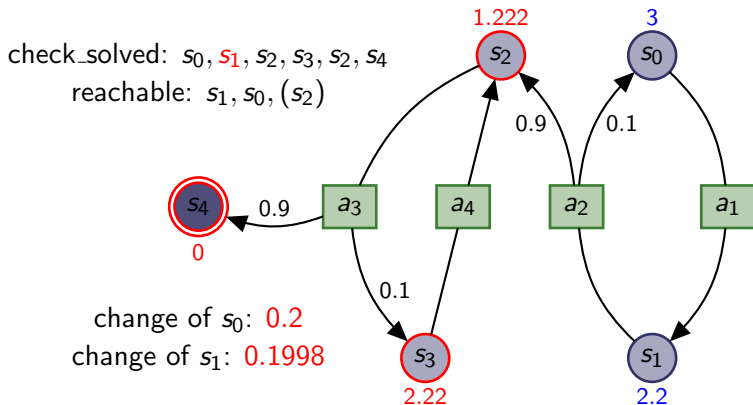 1.222
3
check_solved: s₀, s₁, s₂, s₃, s₂, s₄
s₂
s₀
reachable: s₁, s₀, (s₂)
0.9
0.1
s₄
0.9
a₃
a₄
a₂
a₁
0
0.1
change of s₀: 0.2
change of s₁: 0.1998
s₃
s₁
2.22
2.2